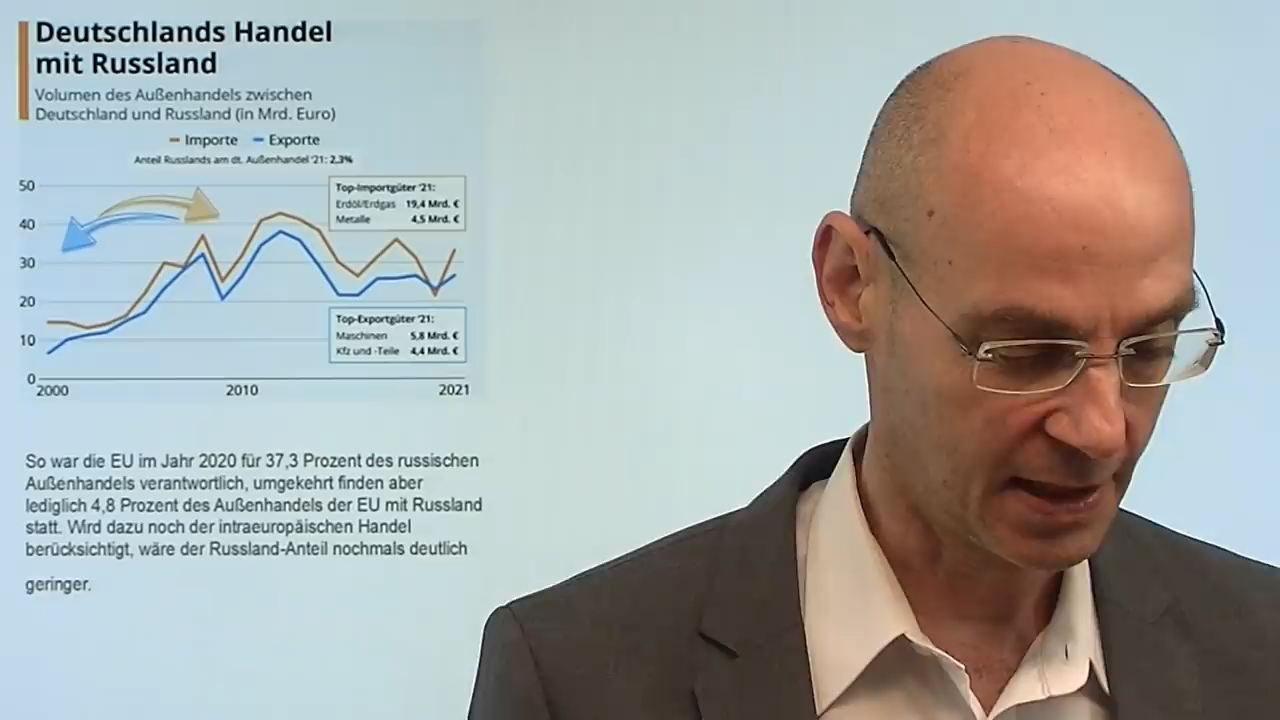 Deutschlands Handel
mit Russland
Volumen des Außenhandels zwischen
Deutschland und Russland (in Mrd. Euro)
Importe Exporte
Anteil Russlands am dt. Außenhandel '21: 2,3%
50
40
30
20
10
0
2000 2010 2021
Top-Importgüter '21:
Erdöl/Erdgas 19,4 Mrd. €
Metalle 4,5 Mrd. €
Top-Exportgüter '21:
Maschinen 5,8 Mrd. €
Kfz und -Teile 4,4 Mrd. €
So war die EU im Jahr 2020 für 37,3 Prozent des russischen
Außenhandels verantwortlich, umgekehrt finden aber
lediglich 4,8 Prozent des Außenhandels der EU mit Russland
statt. Wird dazu noch der intraeuropäischen Handel
berücksichtigt, wäre der Russland-Anteil nochmals deutlich
geringer.